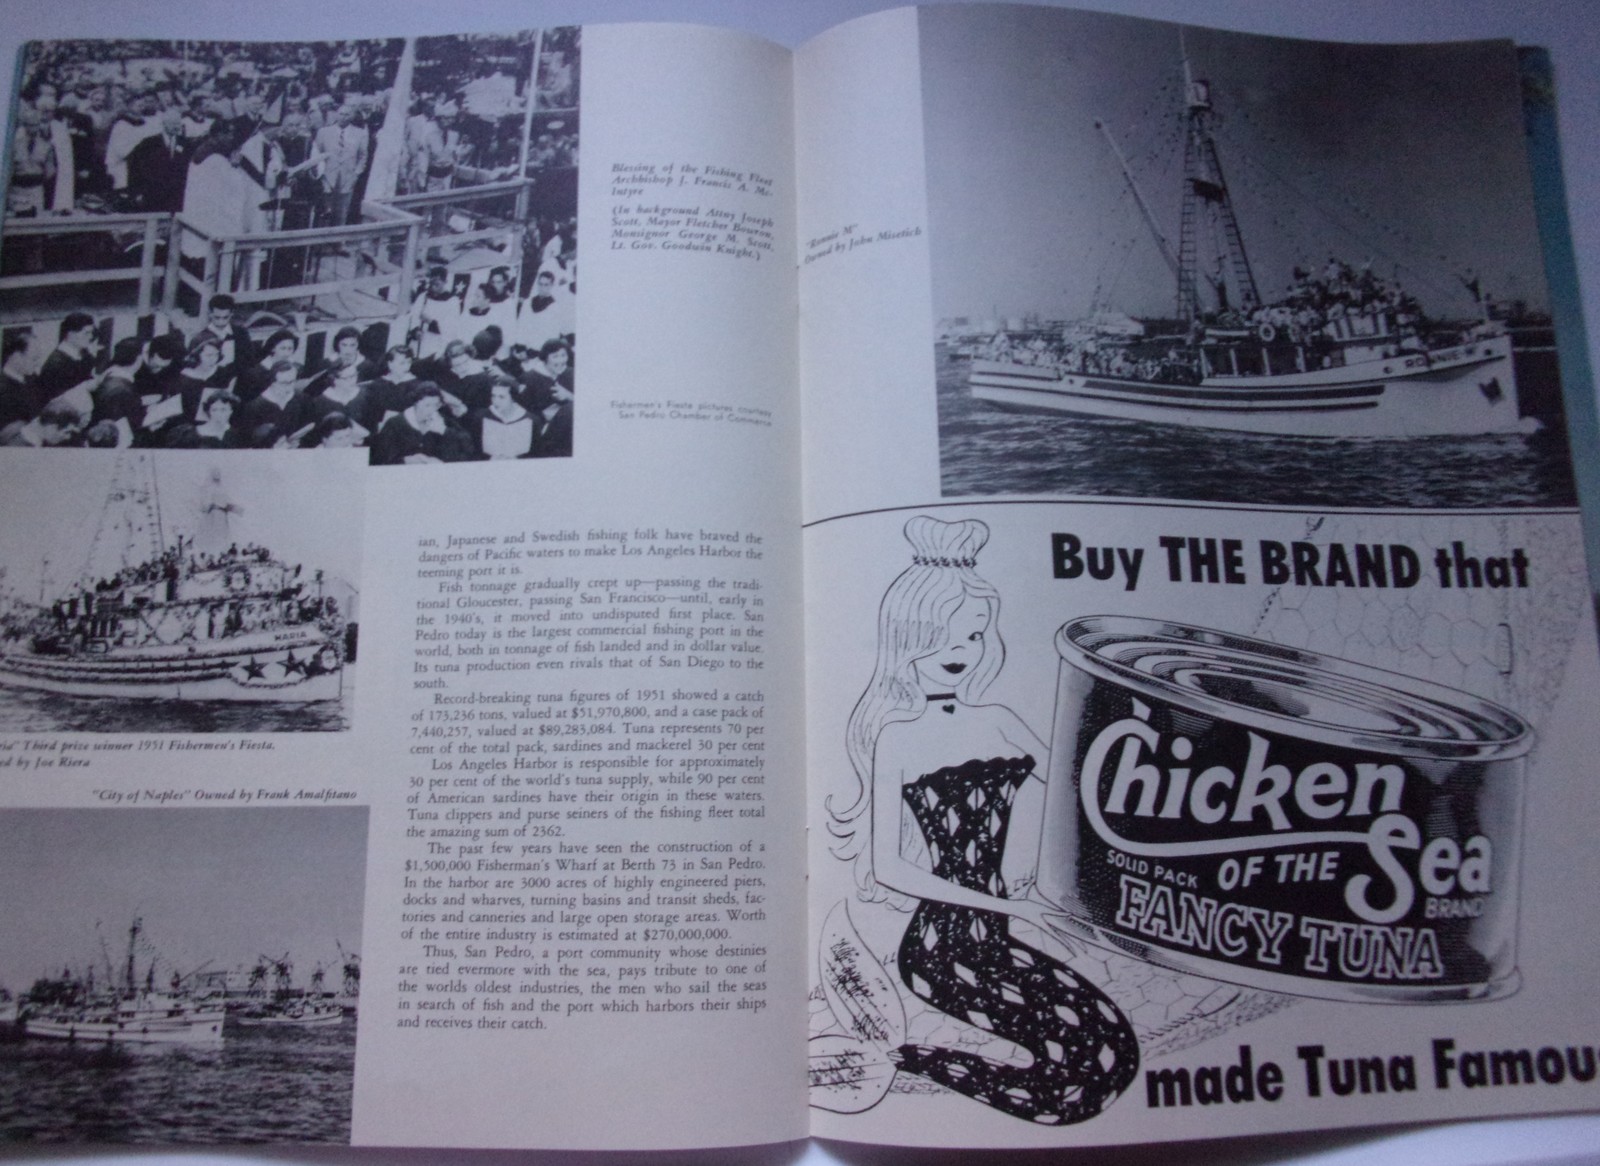 Blessing of the Fishing Fleet
Archbishop J. Francis A. Mc-
Intyre
(In background Attny Joseph
Scott, Mayor Fletcher Bowron,
Monsignor George M. Scott,
Lt. Gov. Goodwin Knight.)
Fishermen's Fiesta pictures courtesy
San Pedro Chamber of Commerce
MARIA
ria" Third prize winner 1951 Fishermen's Fiesta.
ed by Joe Riera
"City of Naples" Owned by Frank Amalfitano
ian, Japanese and Swedish fishing folk have braved the
dangers of Pacific waters to make Los Angeles Harbor the
teeming port it is.
Fish tonnage gradually crept up—passing the tradi-
tional Gloucester, passing San Francisco—until, early in
the 1940's, it moved into undisputed first place. San
Pedro today is the largest commercial fishing port in the
world, both in tonnage of fish landed and in dollar value.
Its tuna production even rivals that of San Diego to the
south.
Record-breaking tuna figures of 1951 showed a catch
of 173,236 tons, valued at $51,970,800, and a case pack of
7,440,257, valued at $89,283,084. Tuna represents 70 per
cent of the total pack, sardines and mackerel 30 per cent
Los Angeles Harbor is responsible for approximately
30 per cent of the world's tuna supply, while 90 per cent
of American sardines have their origin in these waters.
Tuna clippers and purse seiners of the fishing fleet total
the amazing sum of 2362.
The past few years have seen the construction of a
$1,500,000 Fisherman's Wharf at Berth 73 in San Pedro.
In the harbor are 3000 acres of highly engineered piers,
docks and wharves, turning basins and transit sheds, fac-
tories and canneries and large open storage areas. Worth
of the entire industry is estimated at $270,000,000.
Thus, San Pedro, a port community whose destinies
are tied evermore with the sea, pays tribute to one of
the worlds oldest industries, the men who sail the seas
in search of fish and the port which harbors their ships
and receives their catch.
"Ronnie M"
Owned by John Misetich
RONNIE M
Buy THE BRAND that
Chicken
SOLID PACK OF THE Sea
BRAND
FANCY TUNA
made Tuna Famou